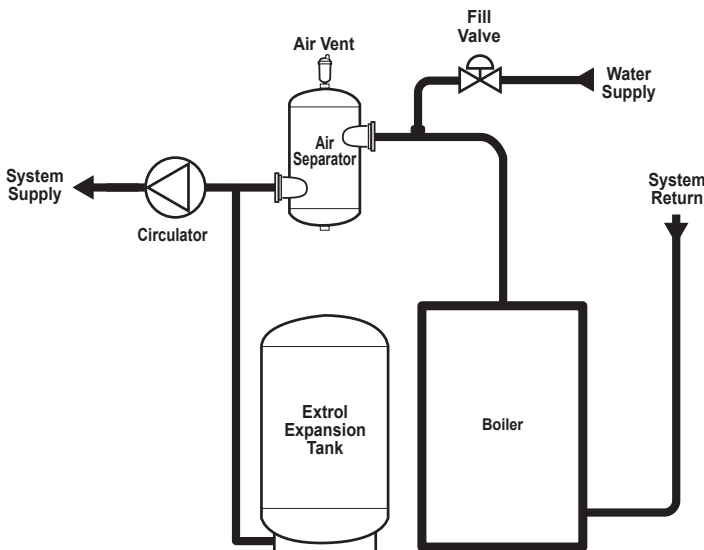 Fill
Valve
Air Vent
Water
Supply
Air
Separator
System
Supply
System
Return
Circulator
Extrol
Expansion
Tank
Boiler